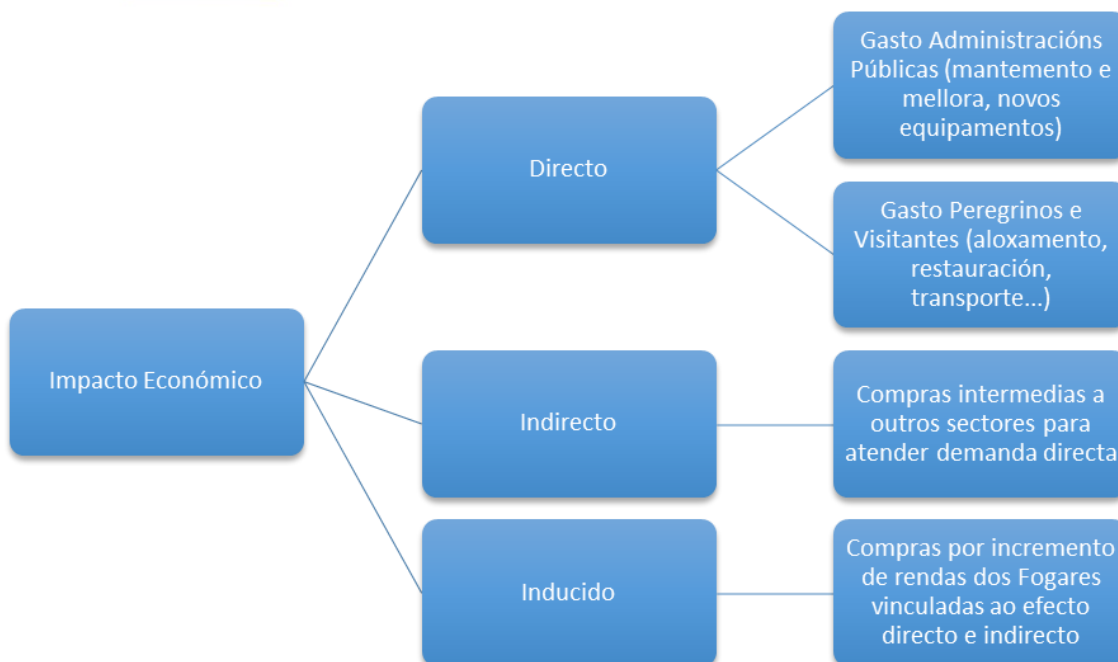 Impacto Económico
Directo
Gasto Administracións
Públicas (mantemento e
mellora, novos
equipamentos)
Gasto Peregrinos e
Visitantes (aloxamento,
restauración,
transporte...)
Indirecto
Compras intermedias a
outros sectores para
atender demanda directa
Inducido
Compras por incremento
de rendas dos Fogares
vinculadas ao efecto
directo e indirecto